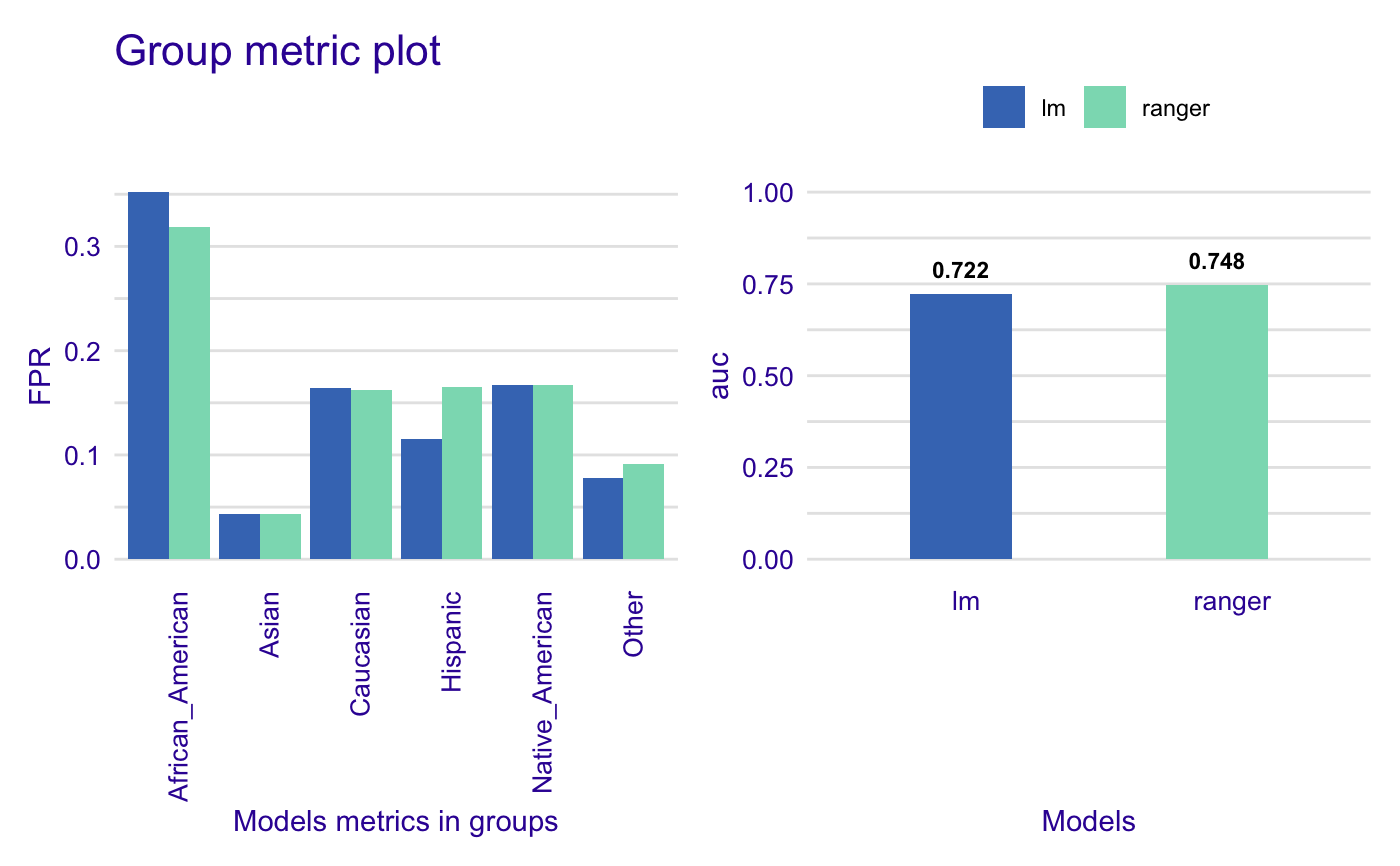 Group metric plot
lm
ranger
FPR
0.3
0.2
0.1
0.0
African_American
Asian
Caucasian
Hispanic
Native_American
Other
Models metrics in groups
auc
1.00
0.75
0.50
0.25
0.00
0.722
0.748
lm
ranger
Models